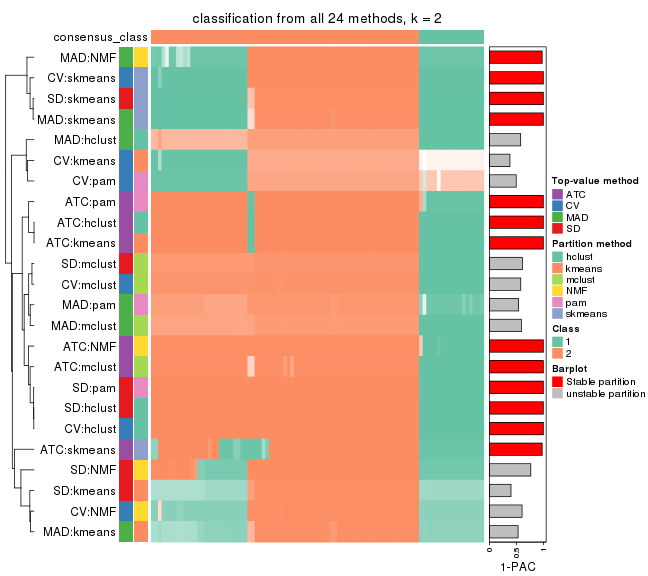 classification from all 24 methods, k = 2
consensus_class
MAD:NMF
CV:skmeans
SD:skmeans
MAD:skmeans
MAD:hclust
CV:kmeans
CV:pam
ATC:pam
ATC:hclust
ATC:kmeans
SD:mclust
CV:mclust
MAD:pam
MAD:mclust
ATC:NMF
ATC:mclust
SD:pam
SD:hclust
CV:hclust
ATC:skmeans
SD:NMF
SD:kmeans
CV:NMF
MAD:kmeans
0
0.5
1
1-PAC
Top-value method
ATC
CV
MAD
SD
Partition method
hclust
kmeans
mclust
NMF
pam
skmeans
Class
1
2
Barplot
Stable partition
unstable partition